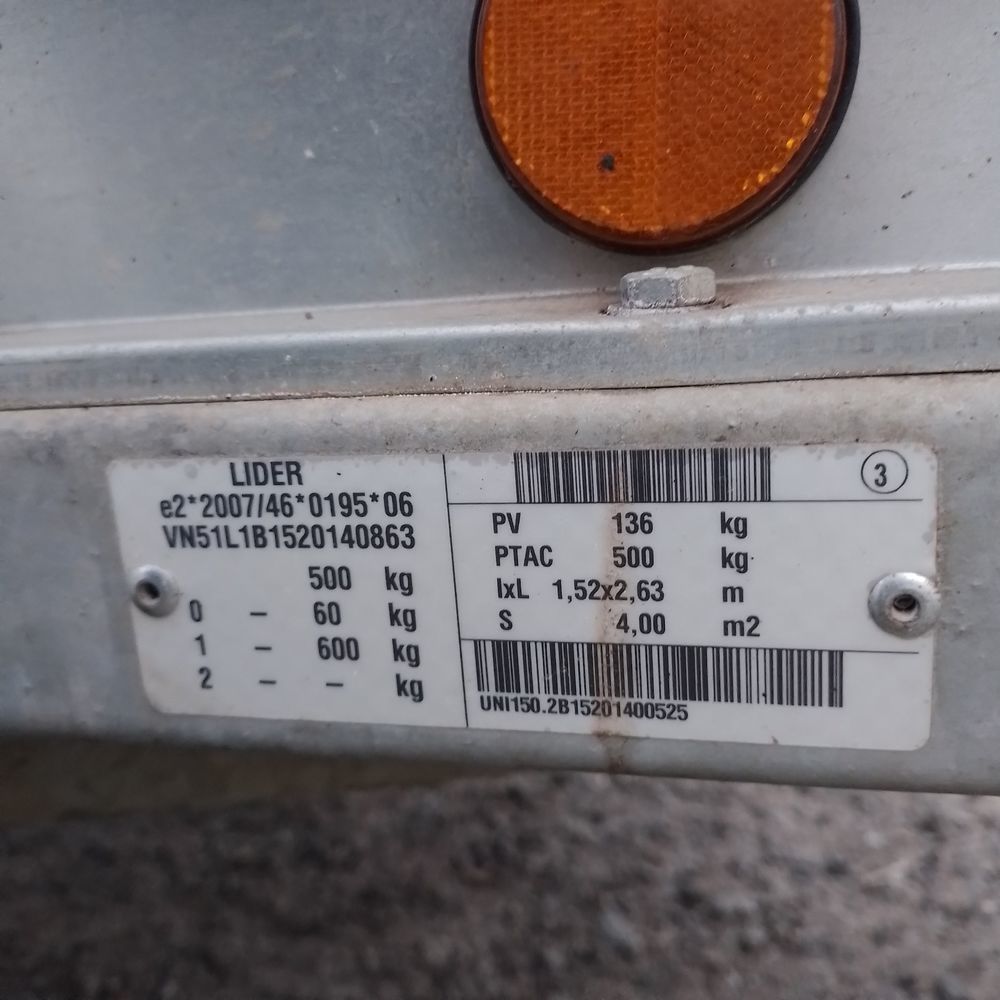 LIDER
e2*2007/46*0195*06
VN51L1B1520140863
500 kg
0 - 60 kg
1 - 600 kg
2 - - kg
3
PV 136 kg
PTAC 500 kg
lxL 1,52x2,63 m
S 4,00 m2
UNI150.2B15201400525